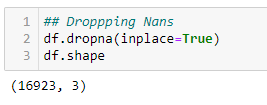 1 ## Droppping Nans
2 df.dropna(inplace=True)
3 df.shape
(16923, 3)